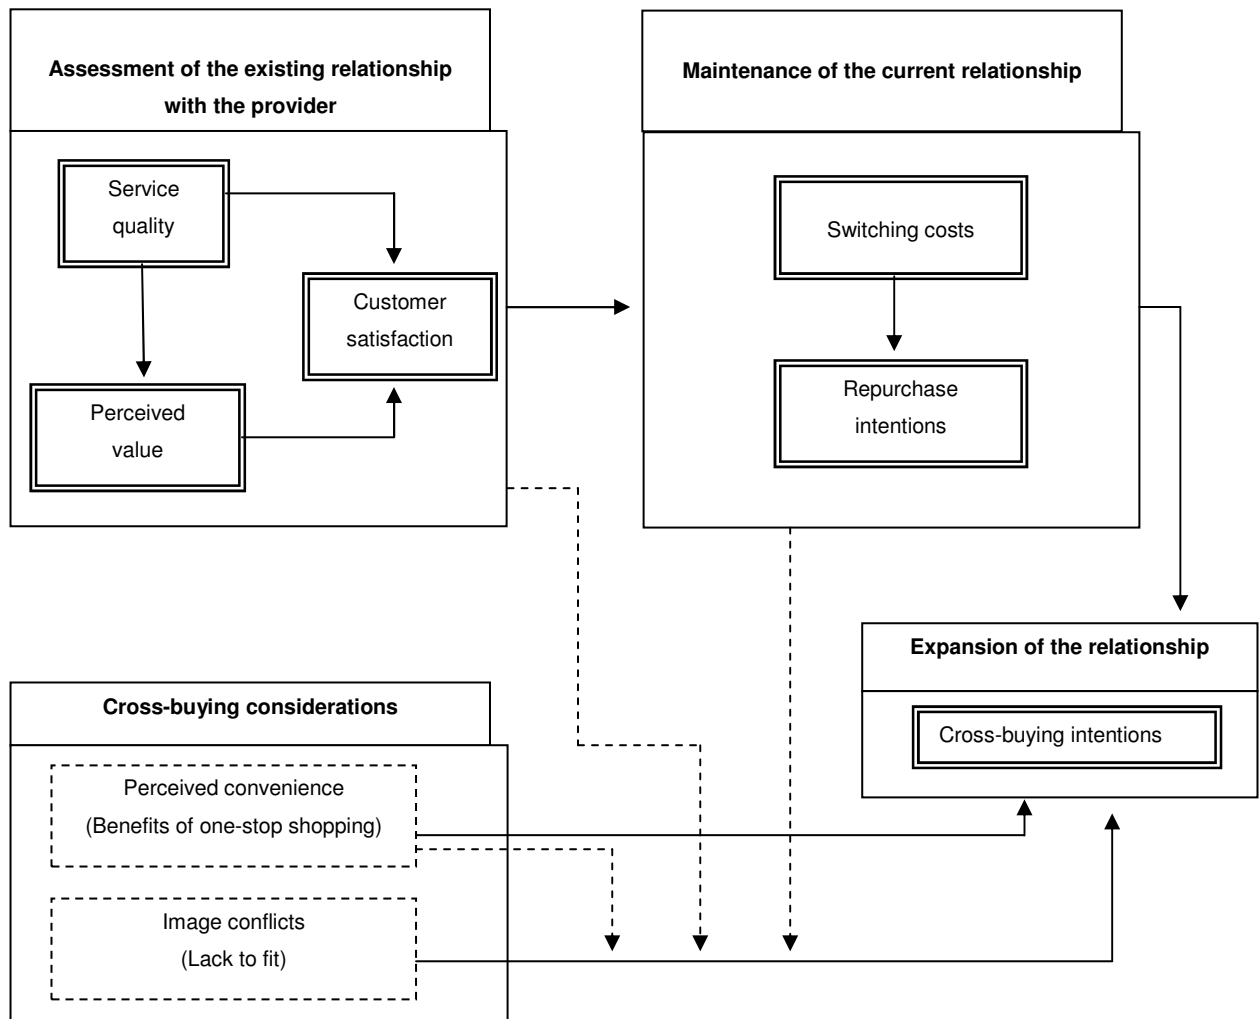 Assessment of the existing relationship
with the provider
Maintenance of the current relationship
Service
quality
Customer
satisfaction
Perceived
value
Switching costs
Repurchase
intentions
Expansion of the relationship
Cross-buying intentions
Cross-buying considerations
Perceived convenience
(Benefits of one-stop shopping)
Image conflicts
(Lack to fit)